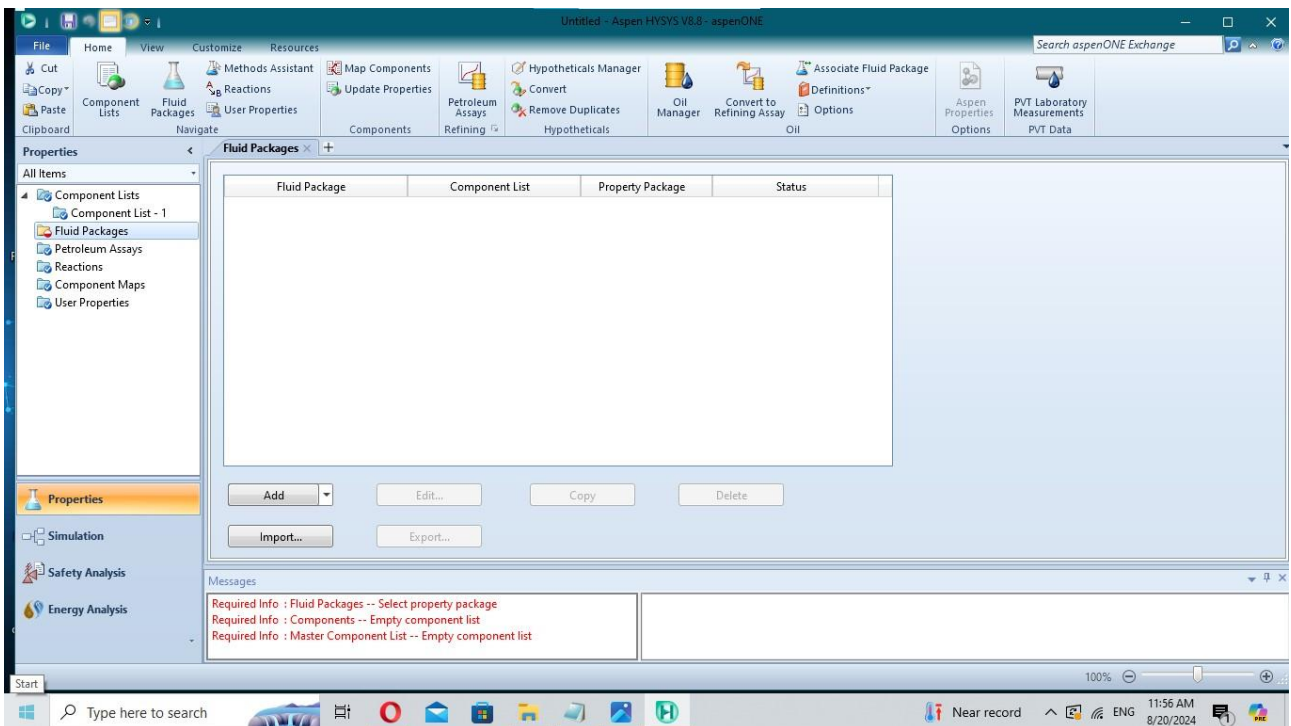 Untitled - Aspen HYSYS V8.8 - aspenONE
File Home View Customize Resources Search aspenONE Exchange
Cut
Copy
Paste
Clipboard
Component Lists
Fluid Packages
Methods Assistant
Reactions
User Properties
Navigate
Map Components
Update Properties
Components
Petroleum Assays
Refining
Hypotheticals Manager
Convert
Remove Duplicates
Hypotheticals
Oil Manager
Convert to Refining Assay
Associate Fluid Package
Definitions
Options
Oil
Aspen Properties
Options
PVT Laboratory Measurements
PVT Data
Properties
All Items
Component Lists
Component List - 1
Fluid Packages
Petroleum Assays
Reactions
Component Maps
User Properties
Properties
Simulation
Safety Analysis
Energy Analysis
Fluid Packages
Fluid Package Component List Property Package Status
Add Edit... Copy Delete
Import... Export...
Messages
Required Info : Fluid Packages -- Select property package
Required Info : Components -- Empty component list
Required Info : Master Component List -- Empty component list
100%
Start
Type here to search
Near record
ENG
11:56 AM
8/20/2024
PRE